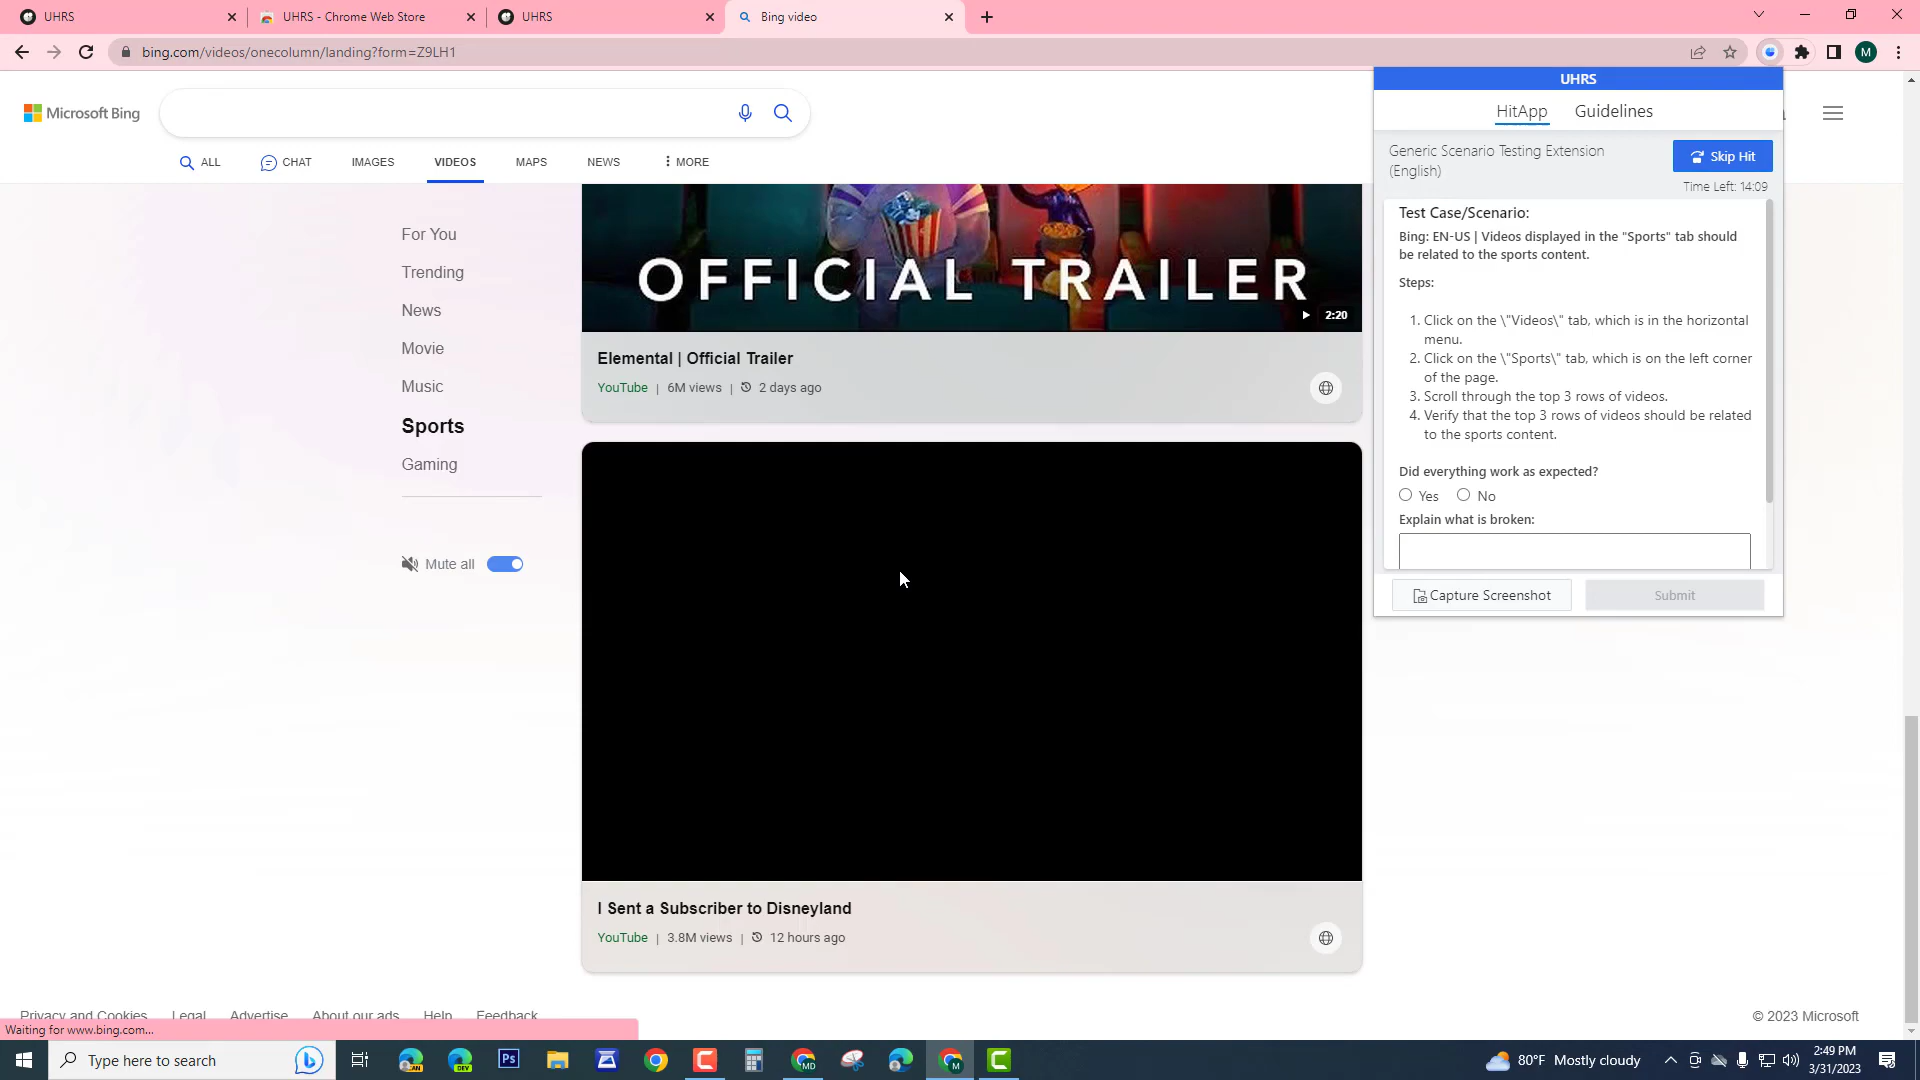 UHRS
UHRS - Chrome Web Store
UHRS
Bing video
bing.com/videos/onecolumn/landing?form=Z9LH1
M
Microsoft Bing
ALL
CHAT
IMAGES
VIDEOS
MAPS
NEWS
MORE
For You
Trending
News
Movie
Music
Sports
Gaming
Mute all
OFFICIAL TRAILER
2:20
Elemental | Official Trailer
YouTube | 6M views | 2 days ago
I Sent a Subscriber to Disneyland
YouTube | 3.8M views | 12 hours ago
UHRS
HitApp Guidelines
Generic Scenario Testing Extension
(English)
Skip Hit
Time Left: 14:09
Test Case/Scenario:
Bing: EN-US | Videos displayed in the "Sports" tab should
be related to the sports content.
Steps:
1. Click on the \"Videos\" tab, which is in the horizontal
menu.
2. Click on the \"Sports\" tab, which is on the left corner
of the page.
3. Scroll through the top 3 rows of videos.
4. Verify that the top 3 rows of videos should be related
to the sports content.
Did everything work as expected?
Yes No
Explain what is broken:
Capture Screenshot
Submit
Privacy and Cookies Legal Advertise About our ads Help Feedback
© 2023 Microsoft
Waiting for www.bing.com...
Type here to search
CAN
DEV
Ps
MD
M
80°F Mostly cloudy
2:49 PM
3/31/2023